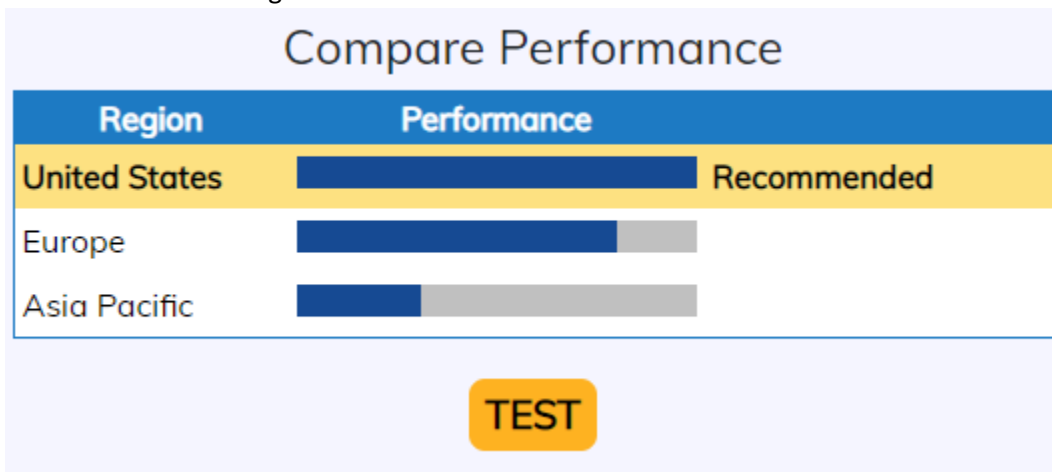 Compare Performance
Region Performance
United States Recommended
Europe
Asia Pacific
TEST